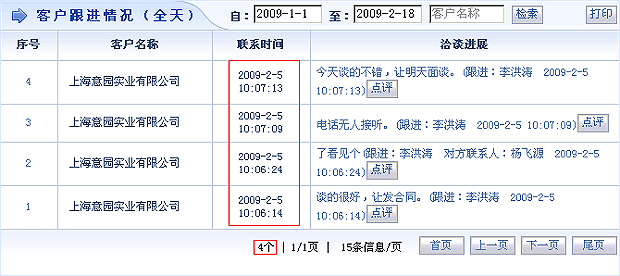 客户跟进情况（全天） 自：2009-1-1 至：2009-2-18 客户名称 检索 打印
序号 客户名称 联系时间 洽谈进展
4 上海意园实业有限公司 2009-2-5 10:07:13 今天谈的不错，让明天面谈。(跟进：李洪涛 2009-2-5
10:07:13) 点评
3 上海意园实业有限公司 2009-2-5 10:07:09 电话无人接听。(跟进：李洪涛 2009-2-5 10:07:09) 点评
2 上海意园实业有限公司 2009-2-5 10:06:24 了看见个(跟进：李洪涛 对方联系人：杨飞源 2009-2-5
10:06:24) 点评
1 上海意园实业有限公司 2009-2-5 10:06:14 谈的很好，让发合同。(跟进：李洪涛 2009-2-5
10:06:14) 点评
4个 | 1/1页 | 15条信息/页 首页 上一页 下一页 尾页